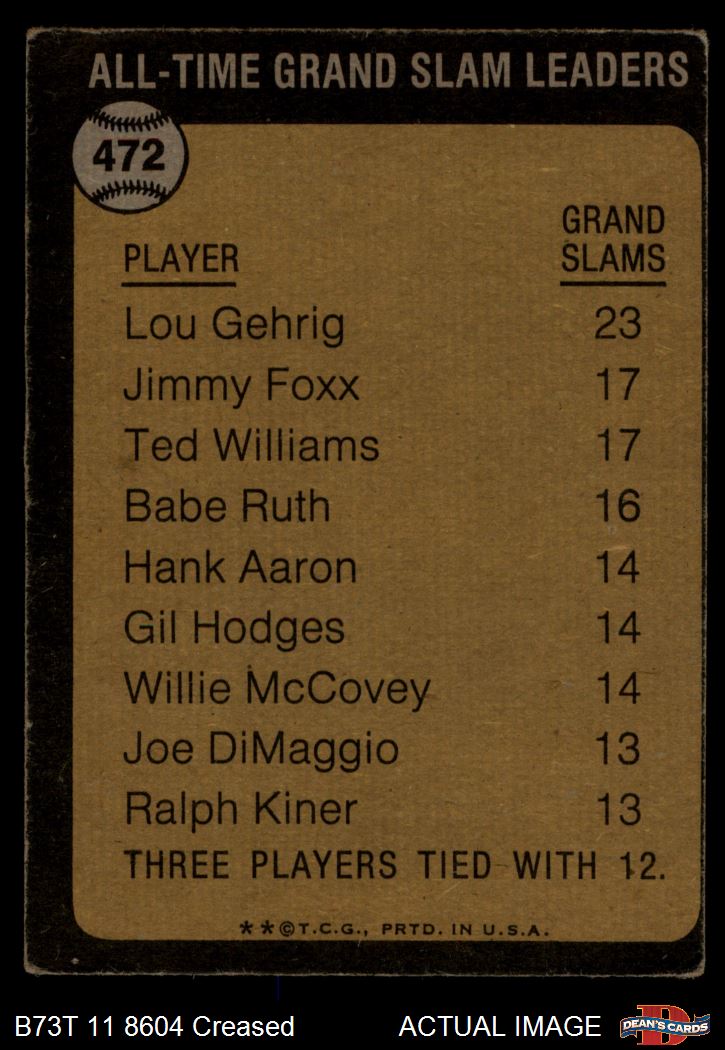 ALL-TIME GRAND SLAM LEADERS
472
PLAYER GRAND SLAMS
Lou Gehrig 23
Jimmy Foxx 17
Ted Williams 17
Babe Ruth 16
Hank Aaron 14
Gil Hodges 14
Willie McCovey 14
Joe DiMaggio 13
Ralph Kiner 13
THREE PLAYERS TIED WITH 12.
**©T.C.G., PRTD. IN U.S.A.
B73T 11 8604 Creased ACTUAL IMAGE
D
DEAN'S CARDS